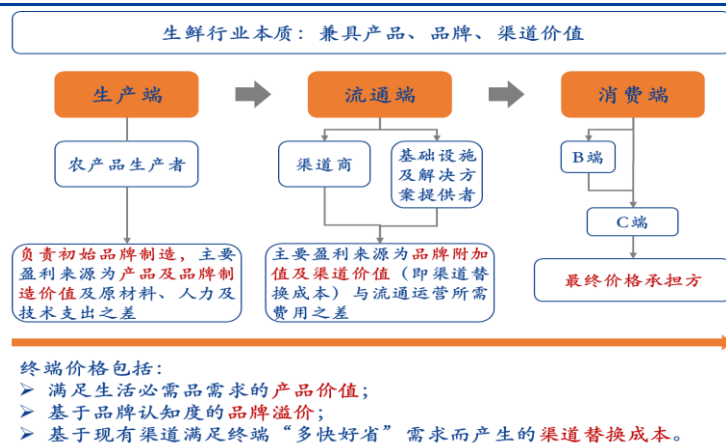 生鲜行业本质：兼具产品、品牌、渠道价值
生产端
流通端
消费端
农产品生产者
渠道商
基础设施
及解决方
案提供者
B端
C端
负责初始品牌制造，主要
盈利来源为产品及品牌制
造价值及原材料、人力及
技术支出之差
主要盈利来源为品牌附加
值及渠道价值（即渠道替
换成本）与流通运营所需
费用之差
最终价格承担方
终端价格包括：
➢ 满足生活必需品需求的产品价值；
➢ 基于品牌认知度的品牌溢价；
➢ 基于现有渠道满足终端“多快好省”需求而产生的渠道替换成本。